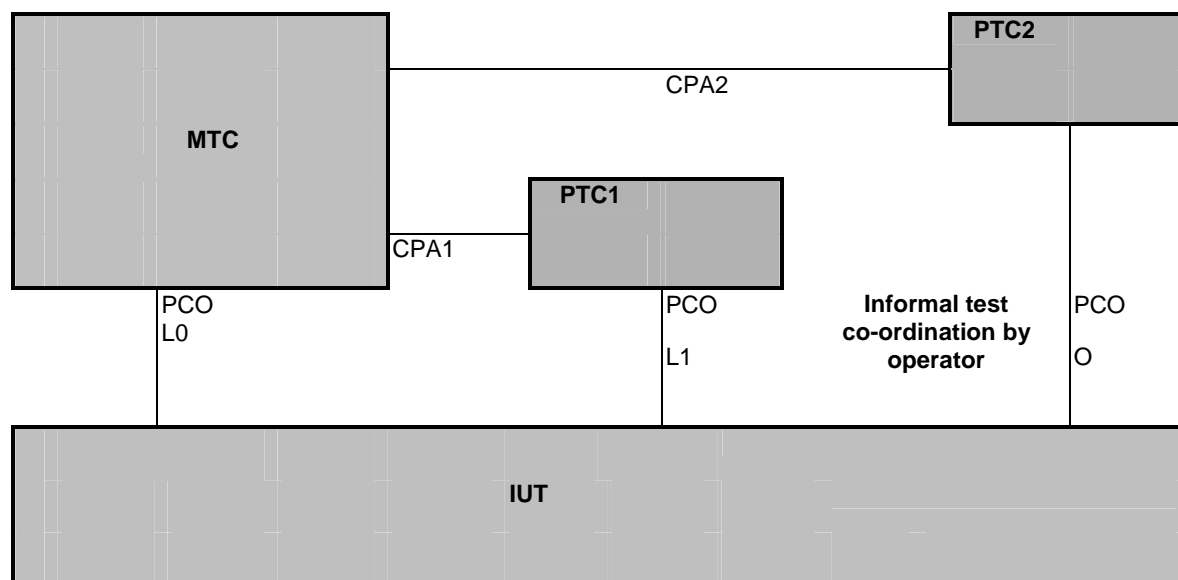 PTC2
CPA2
MTC
PTC1
CPA1
PCO
L0
PCO
L1
Informal test
co-ordination by
operator
PCO
O
IUT